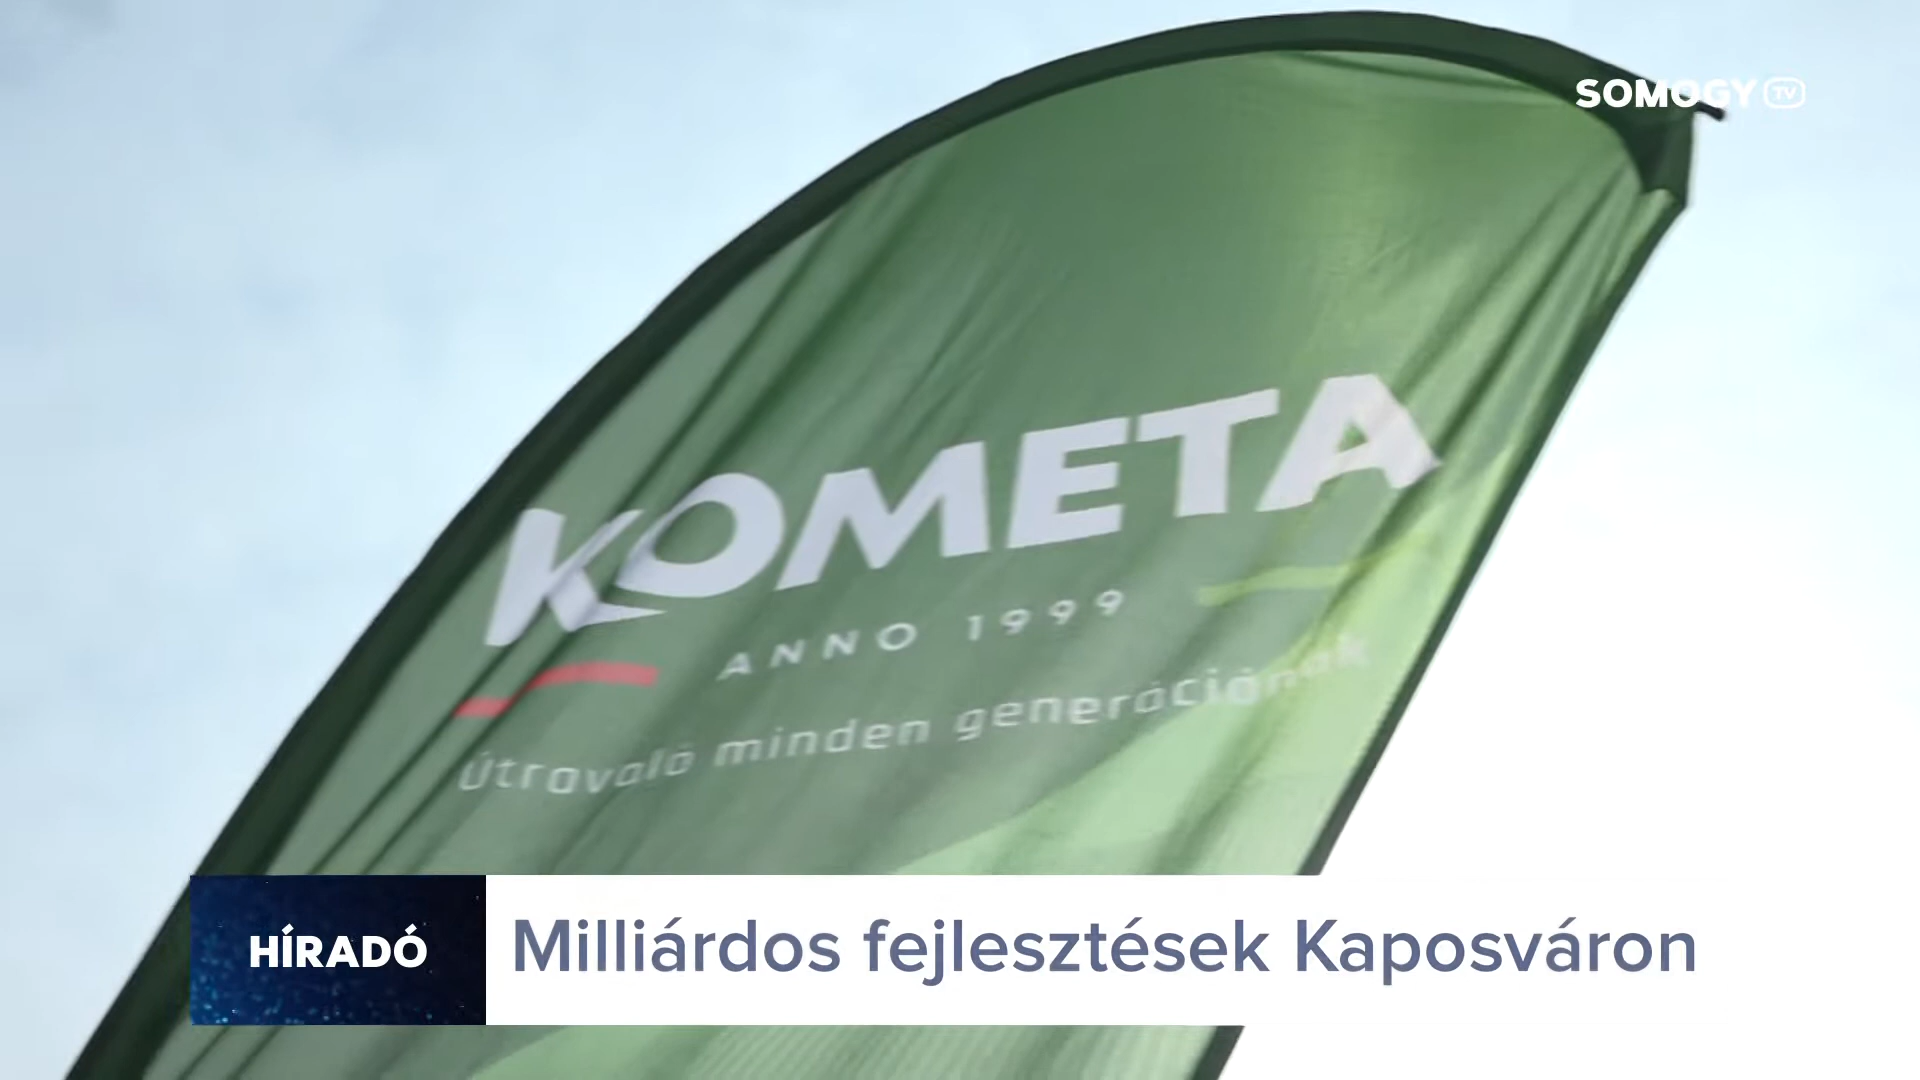 SOMOGY TV
KOMETA
ANNO 1999
Útravaló minden generációnak
HÍRADÓ
Milliárdos fejlesztések Kaposváron